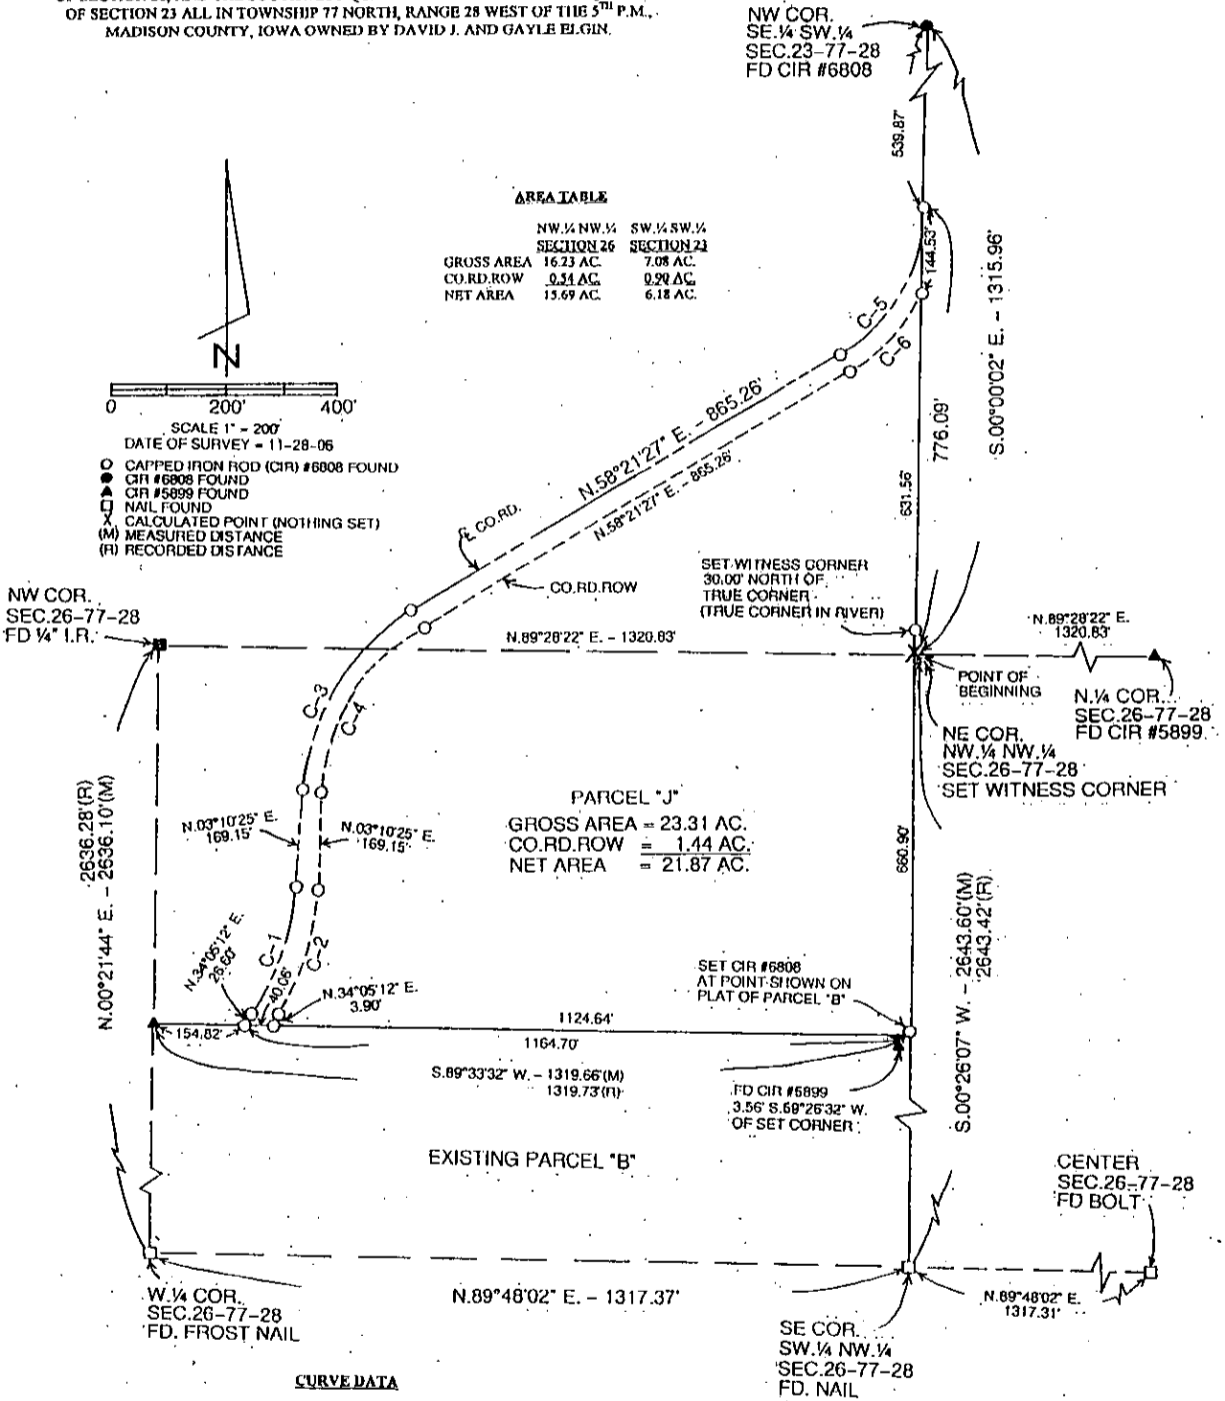 OF SECTION 23 ALL IN TOWNSHIP 77 NORTH, RANGE 28 WEST OF THE 5TH P.M.,
MADISON COUNTY, IOWA OWNED BY DAVID J. AND GAYLE ELGIN.
NW COR.
SE.¼ SW.¼
SEC.23-77-28
FD CIR #6808
539.87'
144.53'
S.00°00'02" E. - 1315.96'
AREA TABLE
NW.¼ NW.¼ SW.¼ SW.¼
SECTION 26 SECTION 23
GROSS AREA 16.23 AC. 7.08 AC.
CO.RD.ROW 0.54 AC. 0.90 AC.
NET AREA 15.69 AC. 6.18 AC.
N
0 200' 400'
SCALE 1" = 200'
DATE OF SURVEY - 11-28-06
CAPPED IRON ROD (CIR) #6808 FOUND
CIR #6808 FOUND
CIR #5899 FOUND
NAIL FOUND
X CALCULATED POINT (NOTHING SET)
(M) MEASURED DISTANCE
(R) RECORDED DISTANCE
C-5
C-6
N.58°21'27" E. - 865.26'
N.58°21'27" E. - 865.26'
776.09'
631.56'
℄ CO.RD.
CO.RD.ROW
SET WITNESS CORNER
30.00' NORTH OF
TRUE CORNER
(TRUE CORNER IN RIVER)
NW COR.
SEC.26-77-28
FD ¼" I.R.
N.89°28'22" E. - 1320.83'
N.89°28'22" E.
1320.83'
POINT OF
BEGINNING
N.¼ COR.
SEC.26-77-28
FD CIR #5899
NE COR.
NW.¼ NW.¼
SEC.26-77-28
SET WITNESS CORNER
C-3
C-4
2636.28'(R)
N.00°21'44" E. - 2636.10'(M)
N.03°10'25" E.
169.15'
N.03°10'25" E.
169.15'
PARCEL "J"
GROSS AREA = 23.31 AC.
CO.RD.ROW = 1.44 AC.
NET AREA = 21.87 AC.
660.90'
S.00°26'07" W. - 2643.60'(M)
2643.42'(R)
C-1
C-2
N.34°05'12" E.
26.60'
40.06'
N.34°05'12" E.
3.90'
SET CIR #6808
AT POINT SHOWN ON
PLAT OF PARCEL "B"
154.82'
1124.64'
1164.70'
S.89°33'32" W. - 1319.66'(M)
1319.73'(R)
FD CIR #5899
3.56' S.59°26'32" W.
OF SET CORNER
EXISTING PARCEL "B"
CENTER
SEC.26-77-28
FD BOLT
W.¼ COR.
SEC.26-77-28
FD. FROST NAIL
N.89°48'02" E. - 1317.37'
N.89°48'02" E.
1317.31'
SE COR.
SW.¼ NW.¼
SEC.26-77-28
FD. NAIL
CURVE DATA